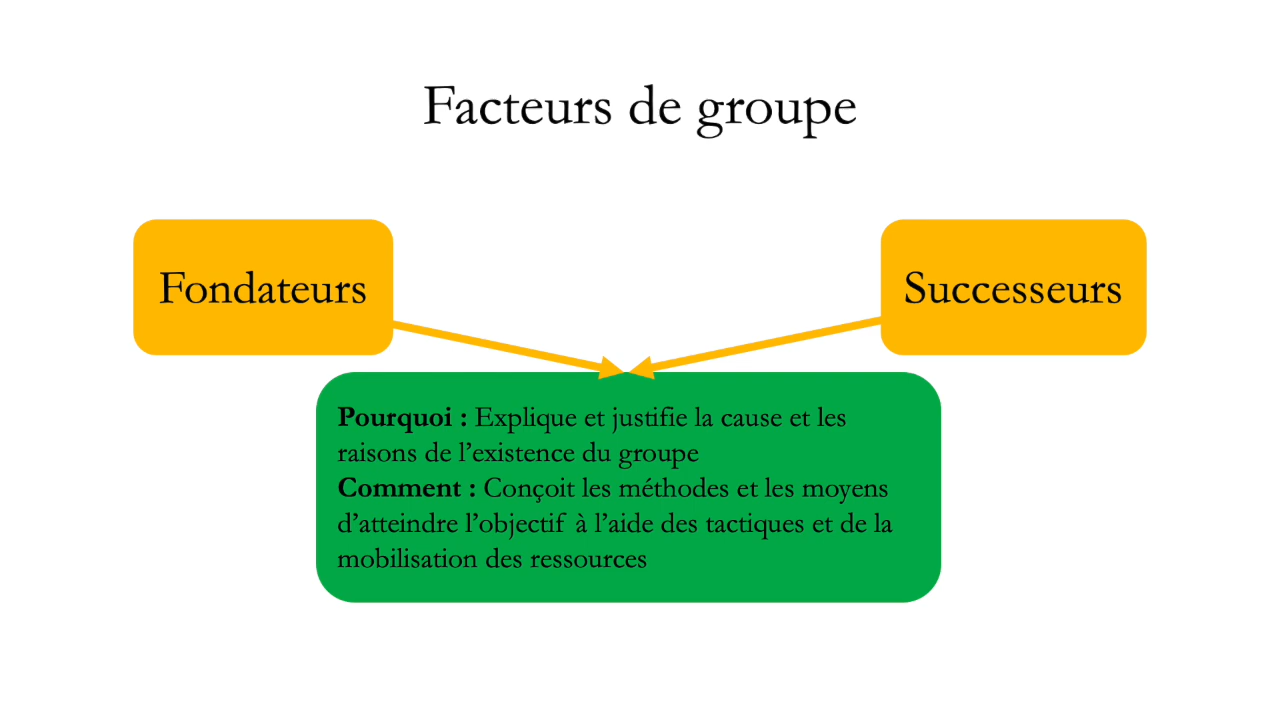 Facteurs de groupe
Fondateurs
Successeurs
Pourquoi : Explique et justifie la cause et les
raisons de l’existence du groupe
Comment : Conçoit les méthodes et les moyens
d’atteindre l’objectif à l’aide des tactiques et de la
mobilisation des ressources